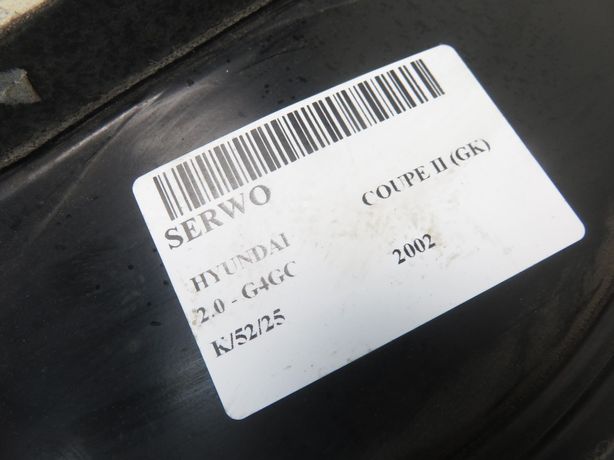 SERWO
HYUNDAI COUPE II (GK)
2.0 - G4GC 2002
K/52/25